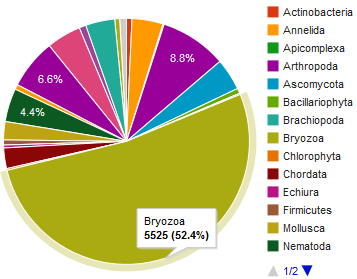 8.8%
6.6%
4.4%
Bryozoa
5525 (52.4%)
Actinobacteria
Annelida
Apicomplexa
Arthropoda
Ascomycota
Bacillariophyta
Brachiopoda
Bryozoa
Chlorophyta
Chordata
Echiura
Firmicutes
Mollusca
Nematoda
1/2